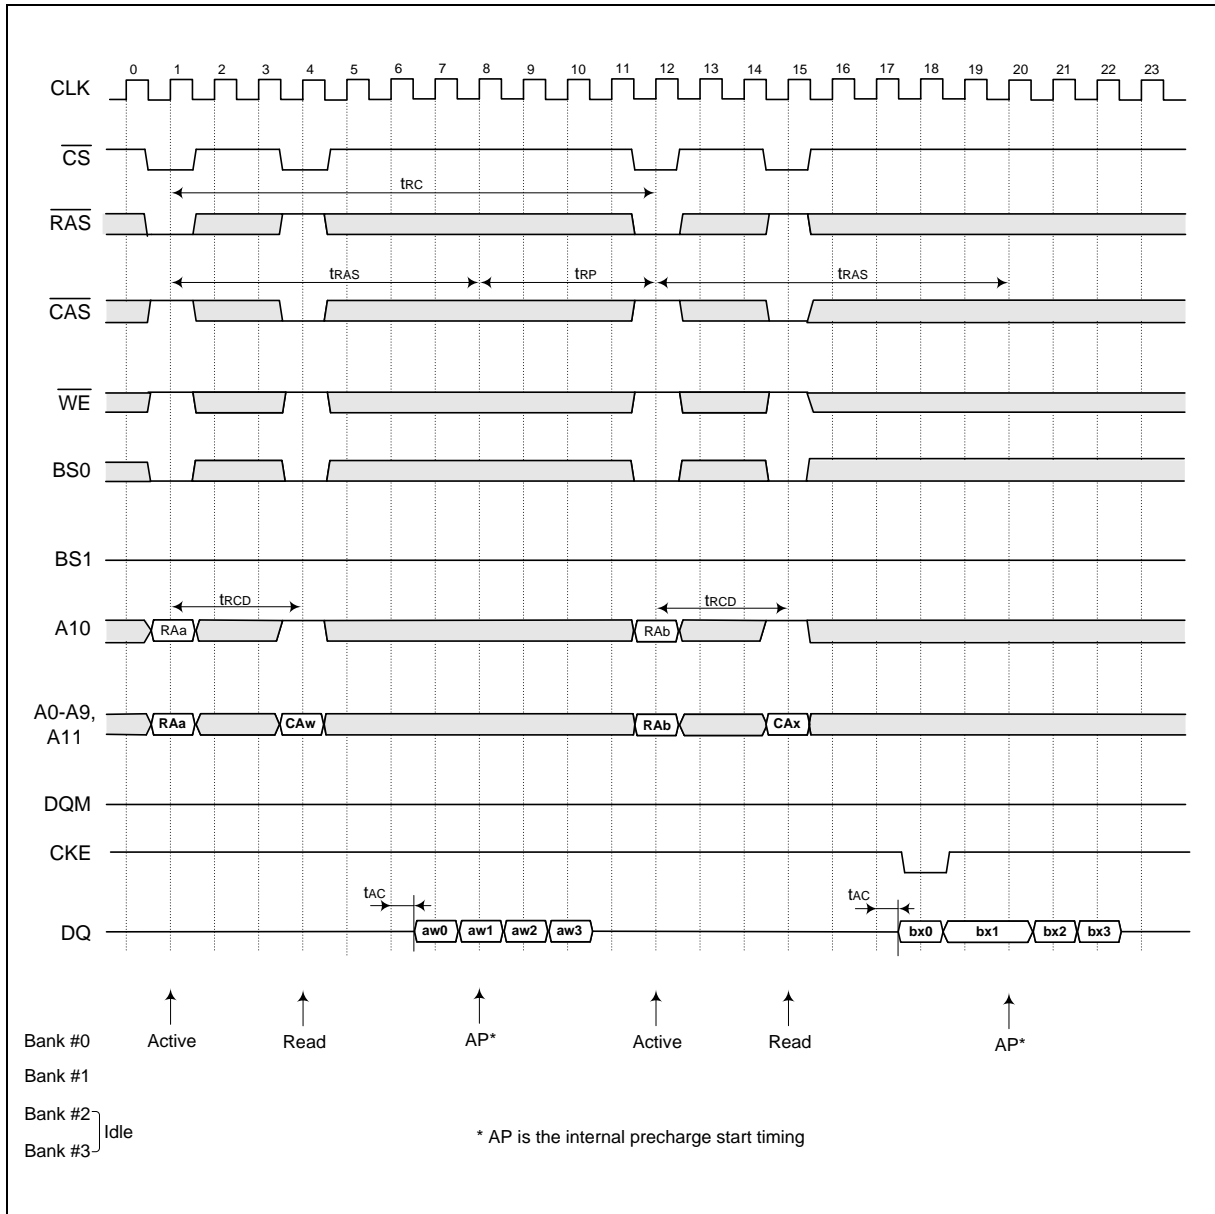 0 1 2 3 4 5 6 7 8 9 10 11 12 13 14 15 16 17 18 19 20 21 22 23
CLK
CS
tRC
RAS
tRAS tRP tRAS
CAS
WE
BS0
BS1
tRCD tRCD
A10 RAa RAb
A0-A9,
A11 RAa CAw RAb CAx
DQM
CKE
tAC tAC
DQ aw0 aw1 aw2 aw3 bx0 bx1 bx2 bx3
Bank #0 Active Read AP* Active Read AP*
Bank #1
Bank #2
Idle
Bank #3
* AP is the internal precharge start timing